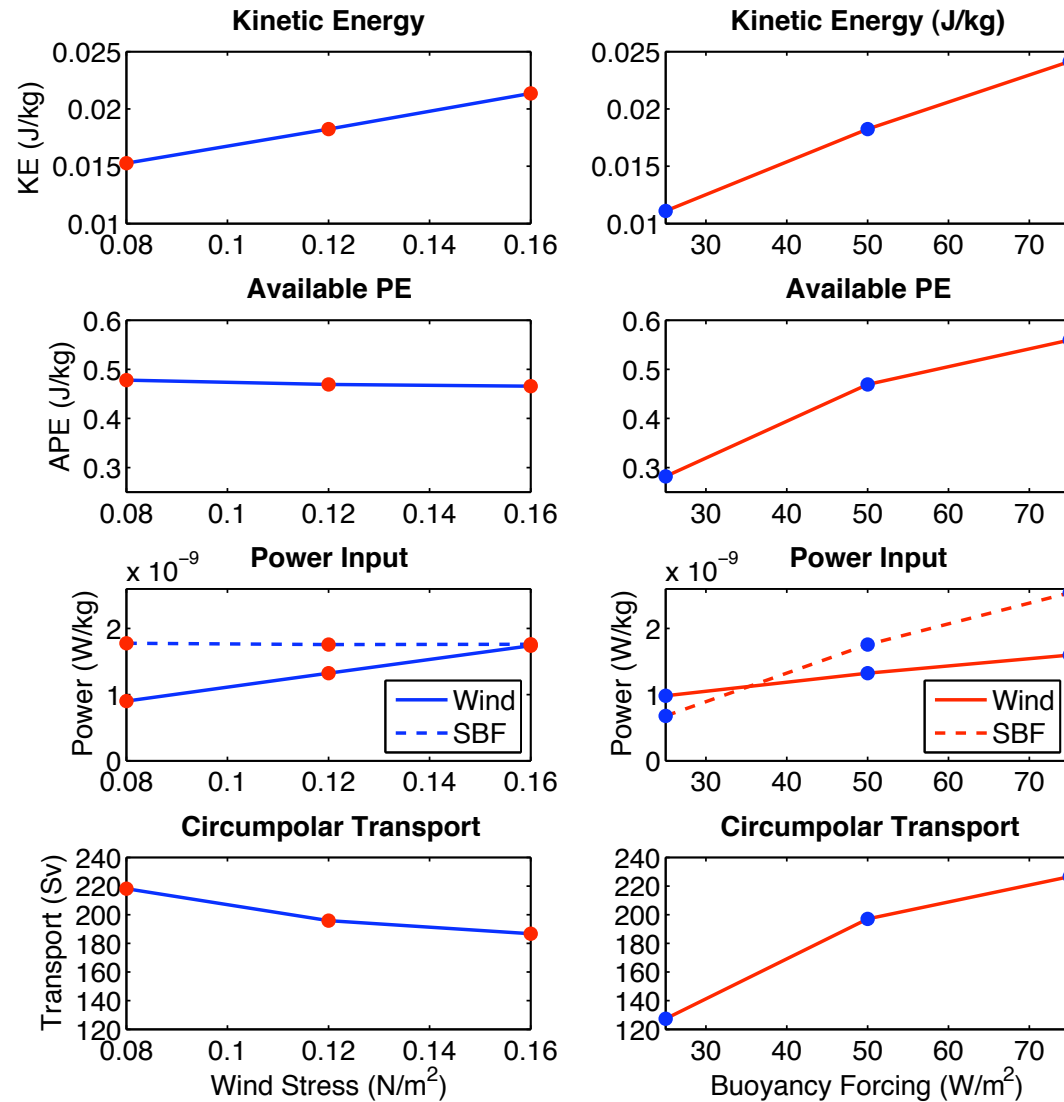 Kinetic Energy
KE (J/kg)
0.025
0.02
0.015
0.01
0.08 0.1 0.12 0.14 0.16
Kinetic Energy (J/kg)
0.025
0.02
0.015
0.01
30 40 50 60 70
Available PE
APE (J/kg)
0.6
0.5
0.4
0.3
0.08 0.1 0.12 0.14 0.16
Available PE
0.6
0.5
0.4
0.3
30 40 50 60 70
x 10⁻⁹ Power Input
Power (W/kg)
2
1
0
Wind
SBF
0.08 0.1 0.12 0.14 0.16
x 10⁻⁹ Power Input
Power (W/kg)
2
1
0
Wind
SBF
30 40 50 60 70
Circumpolar Transport
Transport (Sv)
240
220
200
180
160
140
120
0.08 0.1 0.12 0.14 0.16
Wind Stress (N/m²)
Circumpolar Transport
240
220
200
180
160
140
120
30 40 50 60 70
Buoyancy Forcing (W/m²)